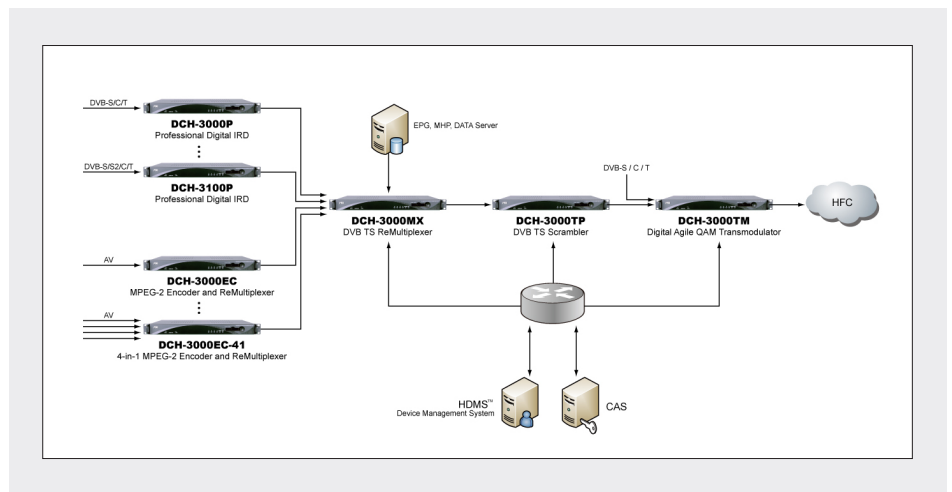 DVB-S/C/T
DCH-3000P
Professional Digital IRD
DVB-S/S2/C/T
DCH-3100P
Professional Digital IRD
AV
DCH-3000EC
MPEG-2 Encoder and ReMultiplexer
AV
DCH-3000EC-41
4-in-1 MPEG-2 Encoder and ReMultiplexer
EPG, MHP, DATA Server
DCH-3000MX
DVB TS ReMultiplexer
DCH-3000TP
DVB TS Scrambler
DVB-S / C / T
DCH-3000TM
Digital Agile QAM Transmodulator
HFC
HDMS™
Device Management System
CAS